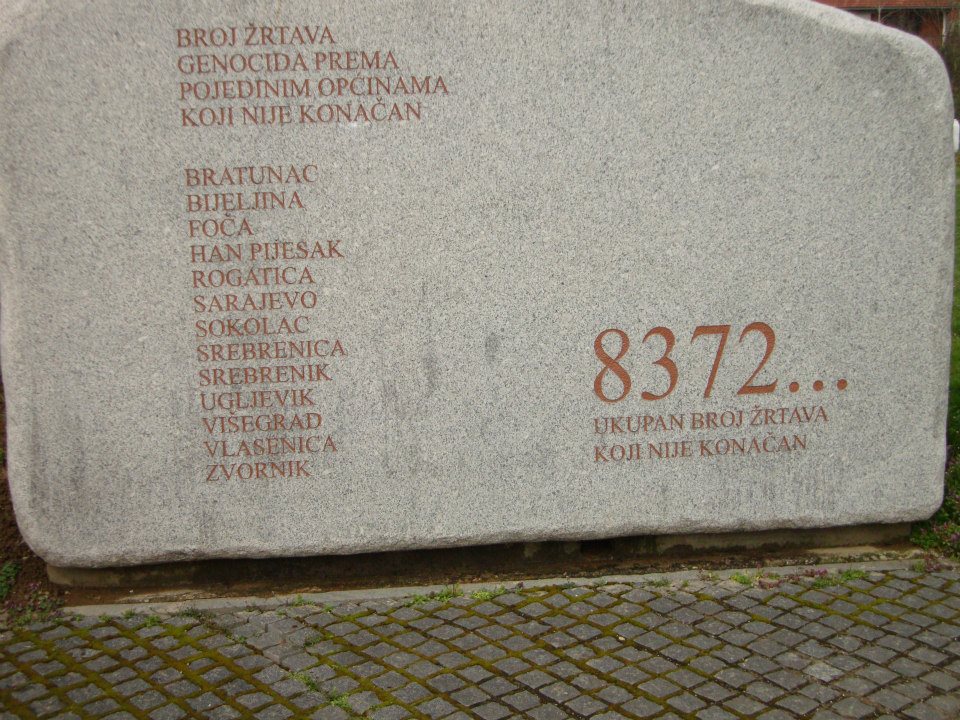 BROJ ŽRTAVA
GENOCIDA PREMA
POJEDINIM OPĆINAMA
KOJI NIJE KONAČAN
BRATUNAC
BIJELJINA
FOČA
HAN PIJESAK
ROGATICA
SARAJEVO
SOKOLAC
SREBRENICA
SREBRENIK
UGLJEVIK
VISEGRAD
VLASENICA
ZVORNIK
8372...
UKUPAN BROJ ŽRTAVA
KOJI NIJE KONAČAN